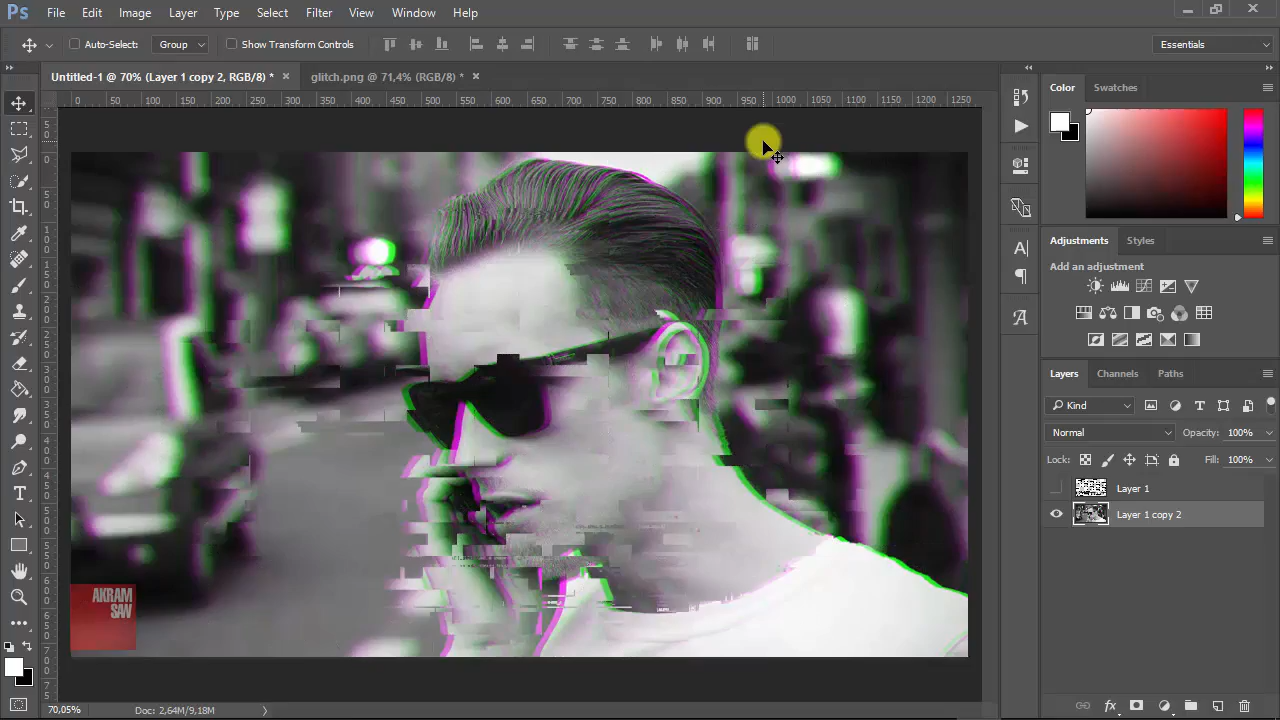 Ps File Edit Image Layer Type Select Filter View Window Help
Auto-Select: Group Show Transform Controls Essentials
Untitled-1 @ 70% (Layer 1 copy 2, RGB/8) * × glitch.png @ 71,4% (RGB/8) * ×
0 50 100 150 200 250 300 350 400 450 500 550 600 650 700 750 800 850 900 950 1000 1050 1100 1150 1200 1250
Color Swatches
Adjustments Styles
Add an adjustment
Layers Channels Paths
Kind
Normal Opacity: 100%
Lock: Fill: 100%
Layer 1
Layer 1 copy 2
AKRAM
SAW
70,05% Doc: 2,64M/9,18M